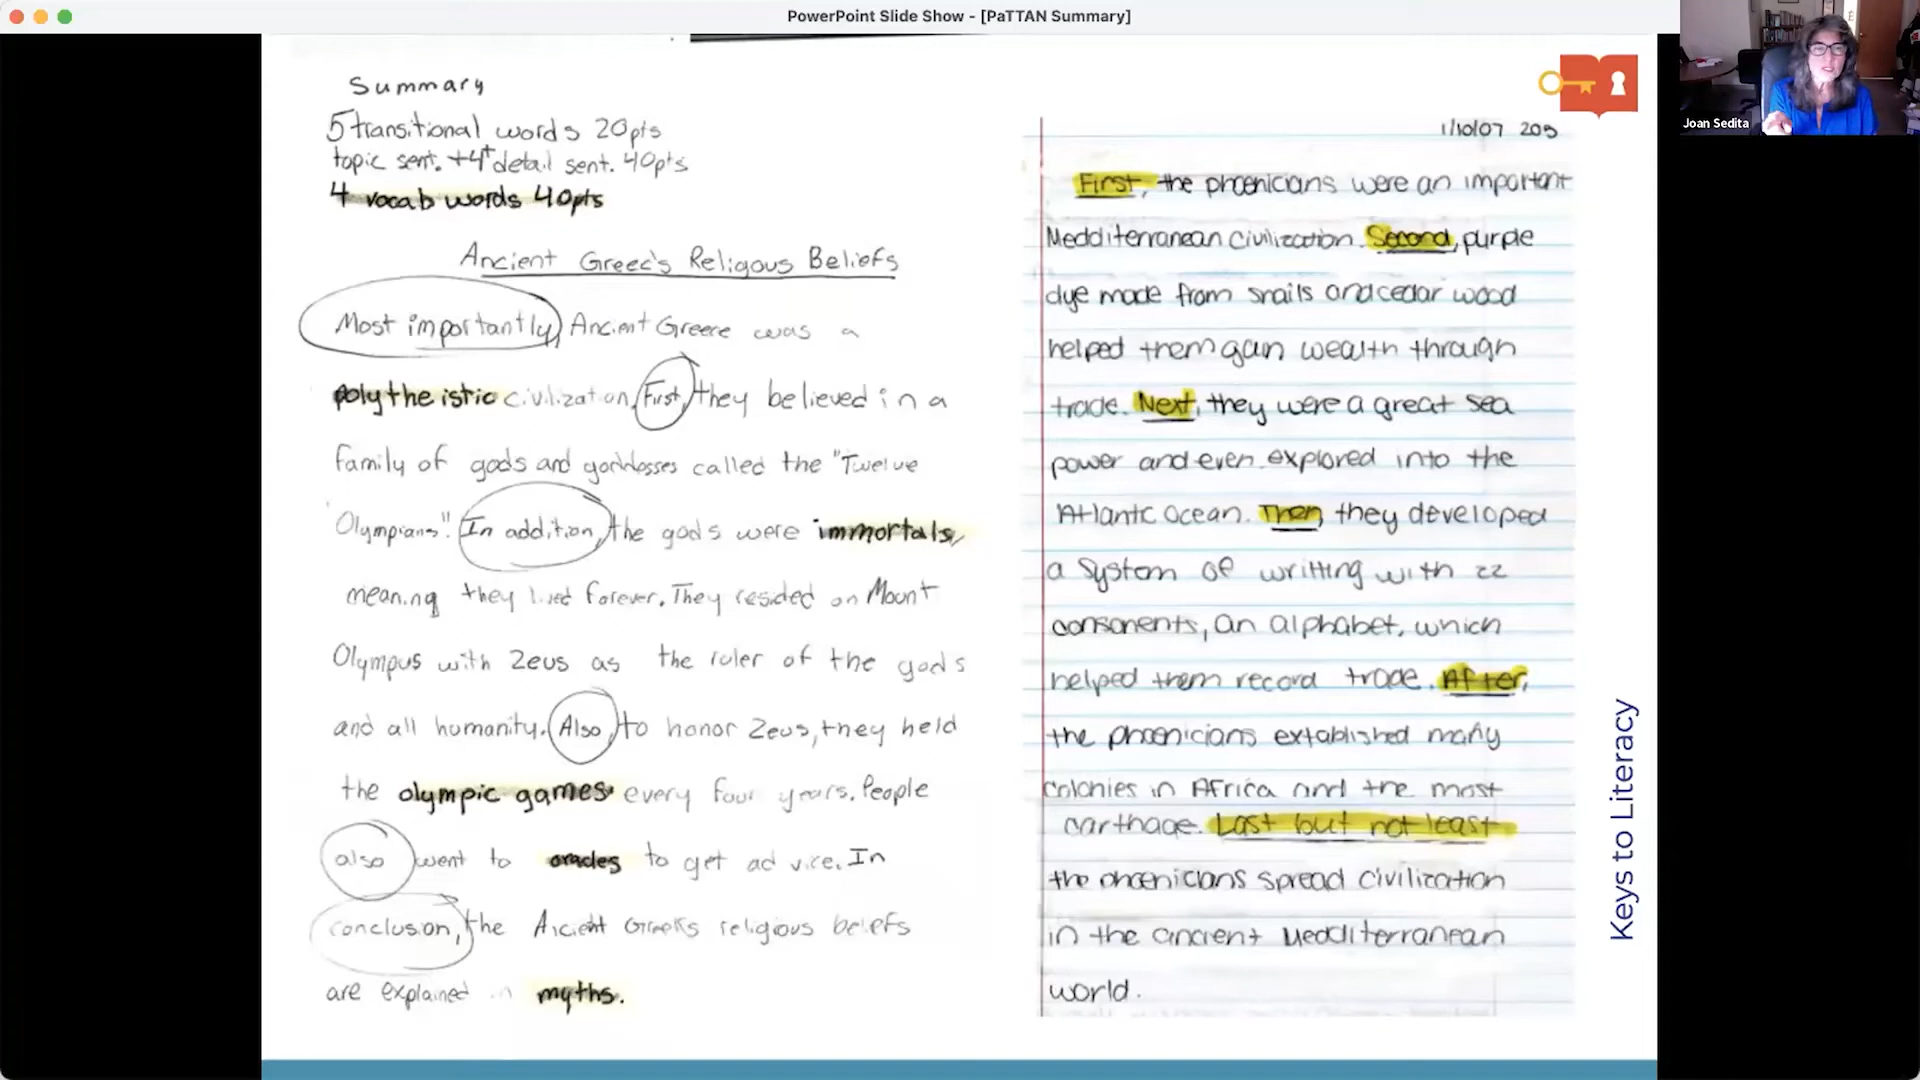 PowerPoint Slide Show - [PaTTAN Summary]
Joan Sedita
Summary
5 transitional words 20pts
topic sent. +4+ detail sent. 40pts
4 vocab words 40pts
Ancient Greec's Religous Beliefs
Most importantly, Ancient Greece was a
polytheistic civilization. First, they believed in a
family of gods and goddesses called the "Twelve
Olympians". In addition, the gods were immortals,
meaning they lived forever. They resided on Mount
Olympus with Zeus as the ruler of the gods
and all humanity. Also, to honor Zeus, they held
the olympic games every four years. People
also went to oracles to get advice. In
conclusion, the Ancient Greeks religious beliefs
are explained in myths.
1/10/07 205
First, the phoenicians were an important
Medditerranean civilization. Second, purple
dye made from snails and cedar wood
helped them gain wealth through
trade. Next, they were a great sea
power and even explored into the
Atlantic Ocean. Then, they developed
a system of writting with 22
consonents, an alphabet, which
helped them record trade. After,
the phoenicians extablished many
colonies in Africa and the most
carthage. Last but not least
the phoenicians spread civilization
in the ancient Medditerranean
world.
Keys to Literacy